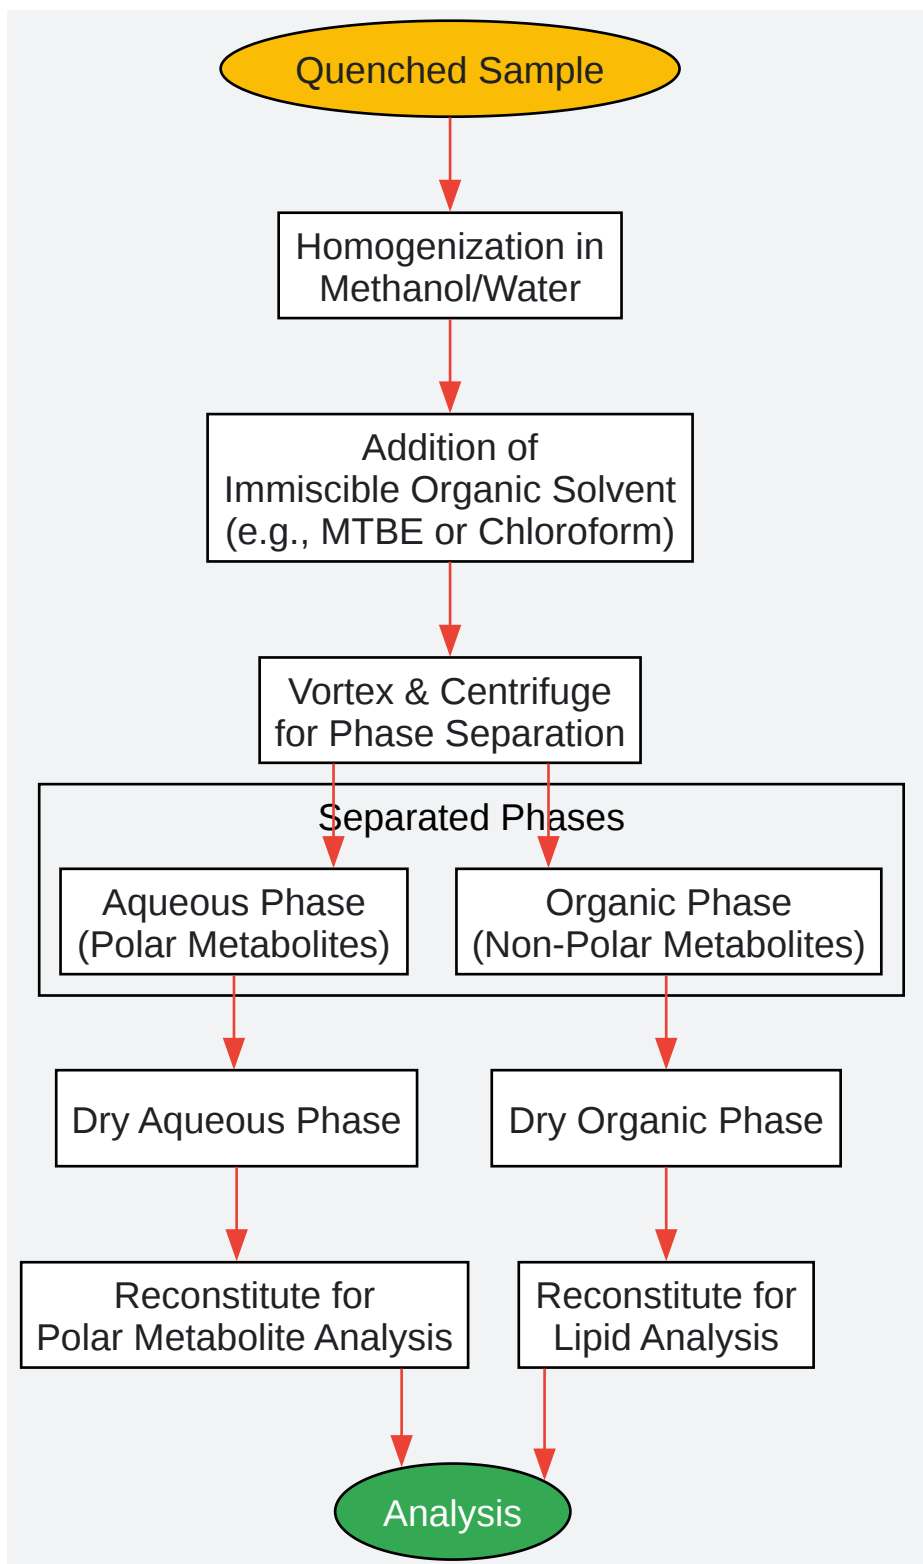 Quenched Sample
Homogenization in
Methanol/Water
Addition of
Immiscible Organic Solvent
(e.g., MTBE or Chloroform)
Vortex & Centrifuge
for Phase Separation
Separated Phases
Aqueous Phase
(Polar Metabolites)
Organic Phase
(Non-Polar Metabolites)
Dry Aqueous Phase
Dry Organic Phase
Reconstitute for
Polar Metabolite Analysis
Reconstitute for
Lipid Analysis
Analysis